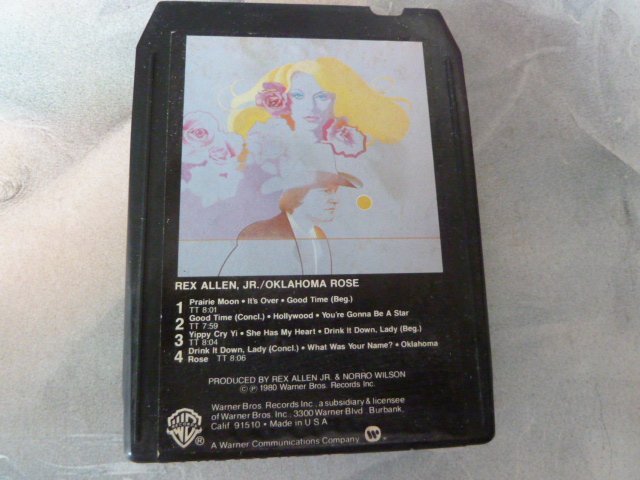 REX ALLEN, JR./OKLAHOMA ROSE
1 Prairie Moon • It's Over • Good Time (Beg.)
TT 8:01
2 Good Time (Concl.) • Hollywood • You're Gonna Be A Star
TT 7:59
3 Yippy Cry Yi • She Has My Heart • Drink It Down, Lady (Beg.)
TT 8:04
4 Drink It Down, Lady (Concl.) • What Was Your Name? • Oklahoma
Rose TT 8:06
PRODUCED BY REX ALLEN JR. & NORRO WILSON
© ℗ 1980 Warner Bros. Records Inc.
Warner Bros. Records Inc., a subsidiary & licensee
of Warner Bros. Inc., 3300 Warner Blvd. Burbank,
Calif. 91510 • Made in U.S.A.
A Warner Communications Company